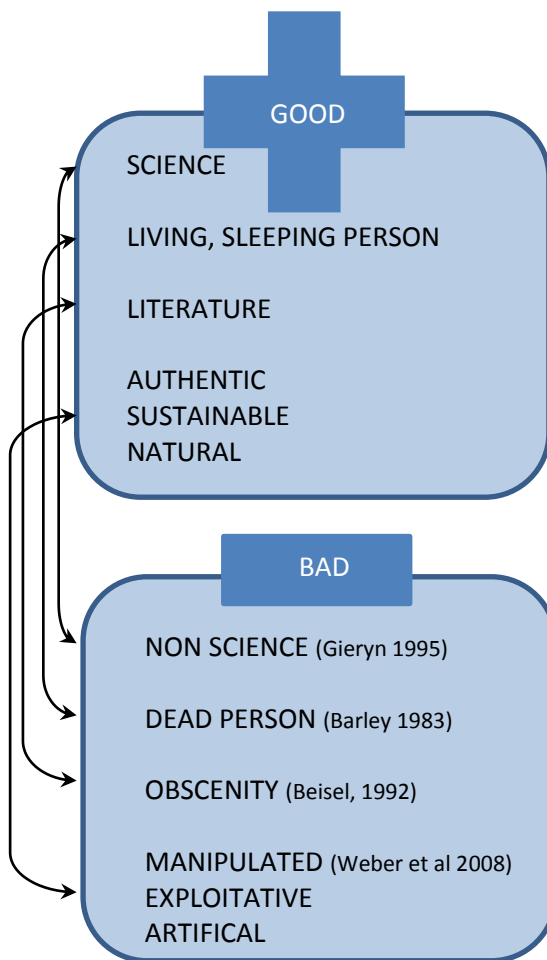 GOOD
SCIENCE
LIVING, SLEEPING PERSON
LITERATURE
AUTHENTIC
SUSTAINABLE
NATURAL
BAD
NON SCIENCE (Gieryn 1995)
DEAD PERSON (Barley 1983)
OBSCENITY (Beisel, 1992)
MANIPULATED (Weber et al 2008)
EXPLOITATIVE
ARTIFICAL